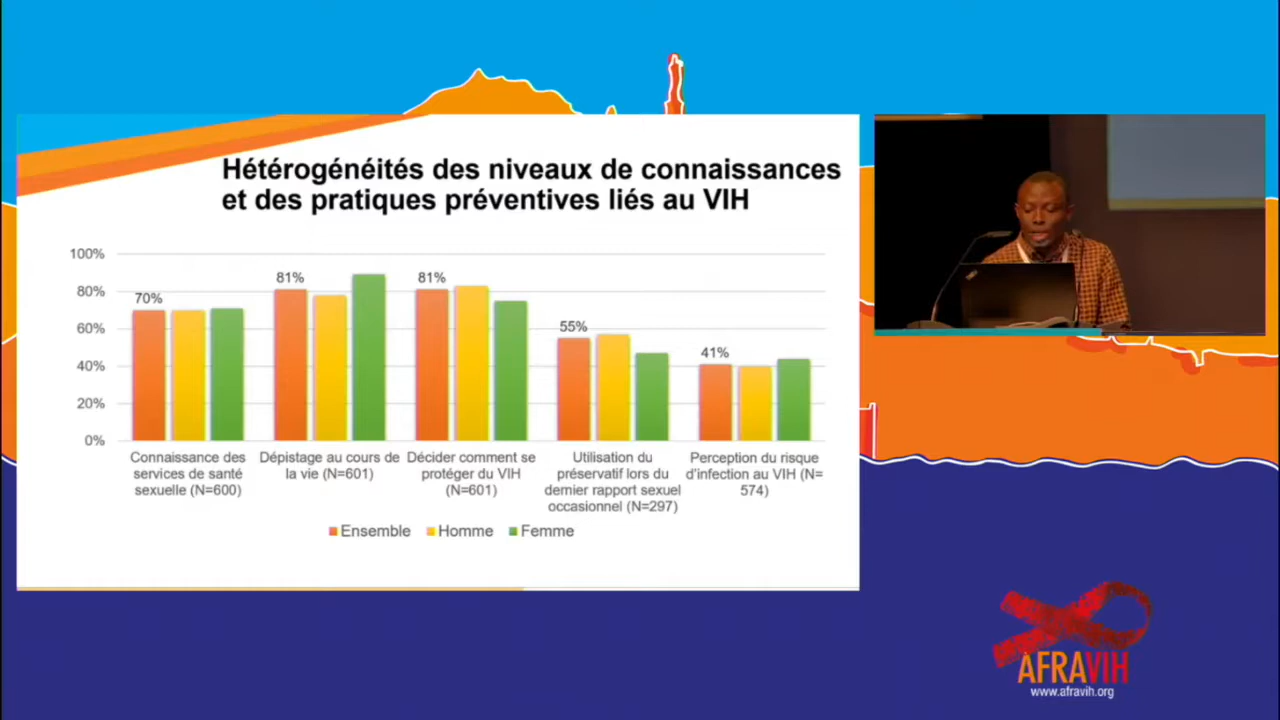 Hétérogénéités des niveaux de connaissances
et des pratiques préventives liés au VIH
100%
80%
60%
40%
20%
0%
70%
81%
81%
55%
41%
Connaissance des
services de santé
sexuelle (N=600)
Dépistage au cours de
la vie (N=601)
Décider comment se
protéger du VIH
(N=601)
Utilisation du
préservatif lors du
dernier rapport sexuel
occasionnel (N=297)
Perception du risque
d'infection au VIH (N=
574)
Ensemble Homme Femme
AFRAVIH
www.afravih.org